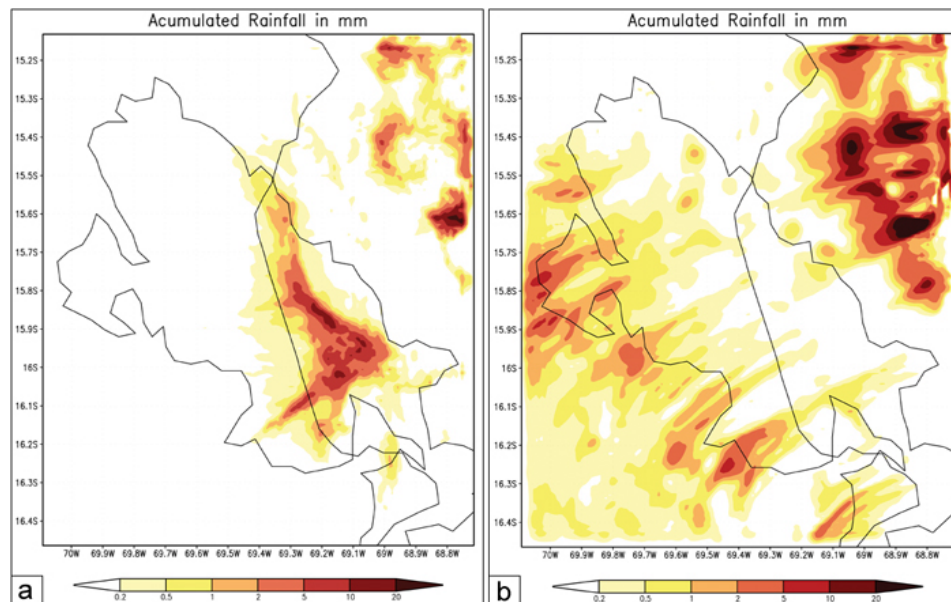 Acumulated Rainfall in mm
15.2S
15.3S
15.4S
15.5S
15.6S
15.7S
15.8S
15.9S
16S
16.1S
16.2S
16.3S
16.4S
70W 69.9W 69.8W 69.7W 69.6W 69.5W 69.4W 69.3W 69.2W 69.1W 69W 68.9W 68.8W
a
0.2 0.5 1 2 5 10 20
Acumulated Rainfall in mm
15.2S
15.3S
15.4S
15.5S
15.6S
15.7S
15.8S
15.9S
16S
16.1S
16.2S
16.3S
16.4S
70W 69.9W 69.8W 69.7W 69.6W 69.5W 69.4W 69.3W 69.2W 69.1W 69W 68.9W 68.8W
b
0.2 0.5 1 2 5 10 20